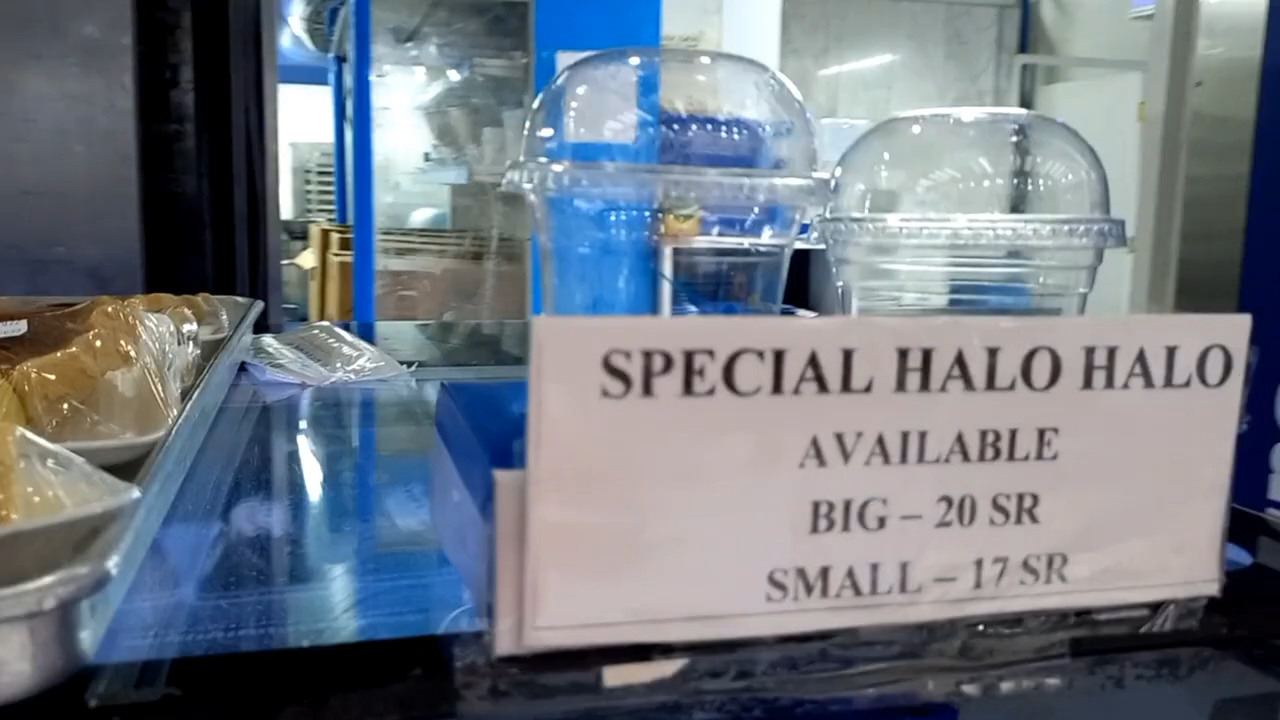 SPECIAL HALO HALO
AVAILABLE
BIG – 20 SR
SMALL – 17 SR